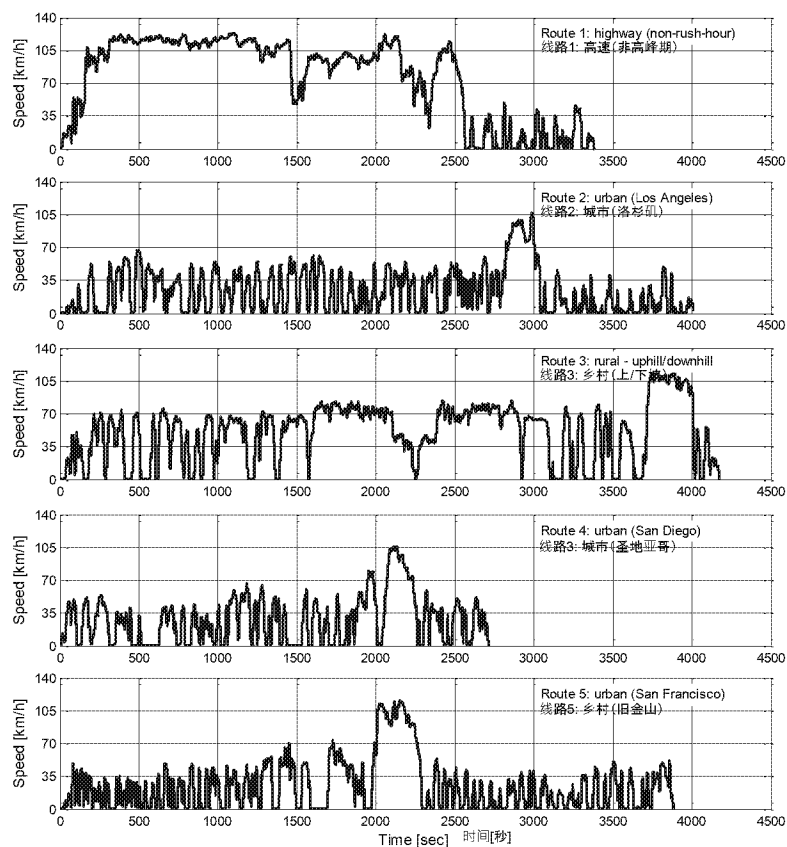 140
105
70
35
0
Speed [km/h]
Route 1: highway (non-rush-hour)
线路1: 高速(非高峰期)
0 500 1000 1500 2000 2500 3000 3500 4000 4500
140
105
70
35
0
Speed [km/h]
Route 2: urban (Los Angeles)
线路2: 城市(洛杉矶)
0 500 1000 1500 2000 2500 3000 3500 4000 4500
140
105
70
35
0
Speed [km/h]
Route 3: rural - uphill/downhill
线路3: 乡村(上/下坡)
0 500 1000 1500 2000 2500 3000 3500 4000 4500
140
105
70
35
0
Speed [km/h]
Route 4: urban (San Diego)
线路3: 城市(圣地亚哥)
0 500 1000 1500 2000 2500 3000 3500 4000 4500
140
105
70
35
0
Speed [km/h]
Route 5: urban (San Francisco)
线路5: 乡村(旧金山)
0 500 1000 1500 2000 2500 3000 3500 4000 4500
Time [sec] 时间[秒]